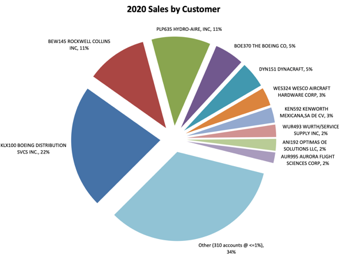 2020 Sales by Customer
PLP635 HYDRO-AIRE, INC, 11%
BEW145 ROCKWELL COLLINS
INC, 11%
BOE370 THE BOEING CO, 5%
DYN151 DYNACRAFT, 5%
WES324 WESCO AIRCRAFT
HARDWARE CORP, 3%
KEN592 KENWORTH
MEXICANA,SA DE CV, 3%
WUR493 WURTH/SERVICE
SUPPLY INC, 2%
KLX100 BOEING DISTRIBUTION
SVCS INC., 22%
ANI192 OPTIMAS OE
SOLUTIONS LLC, 2%
AUR995 AURORA FLIGHT
SCIENCES CORP, 2%
Other (310 accounts @ <=1%),
34%